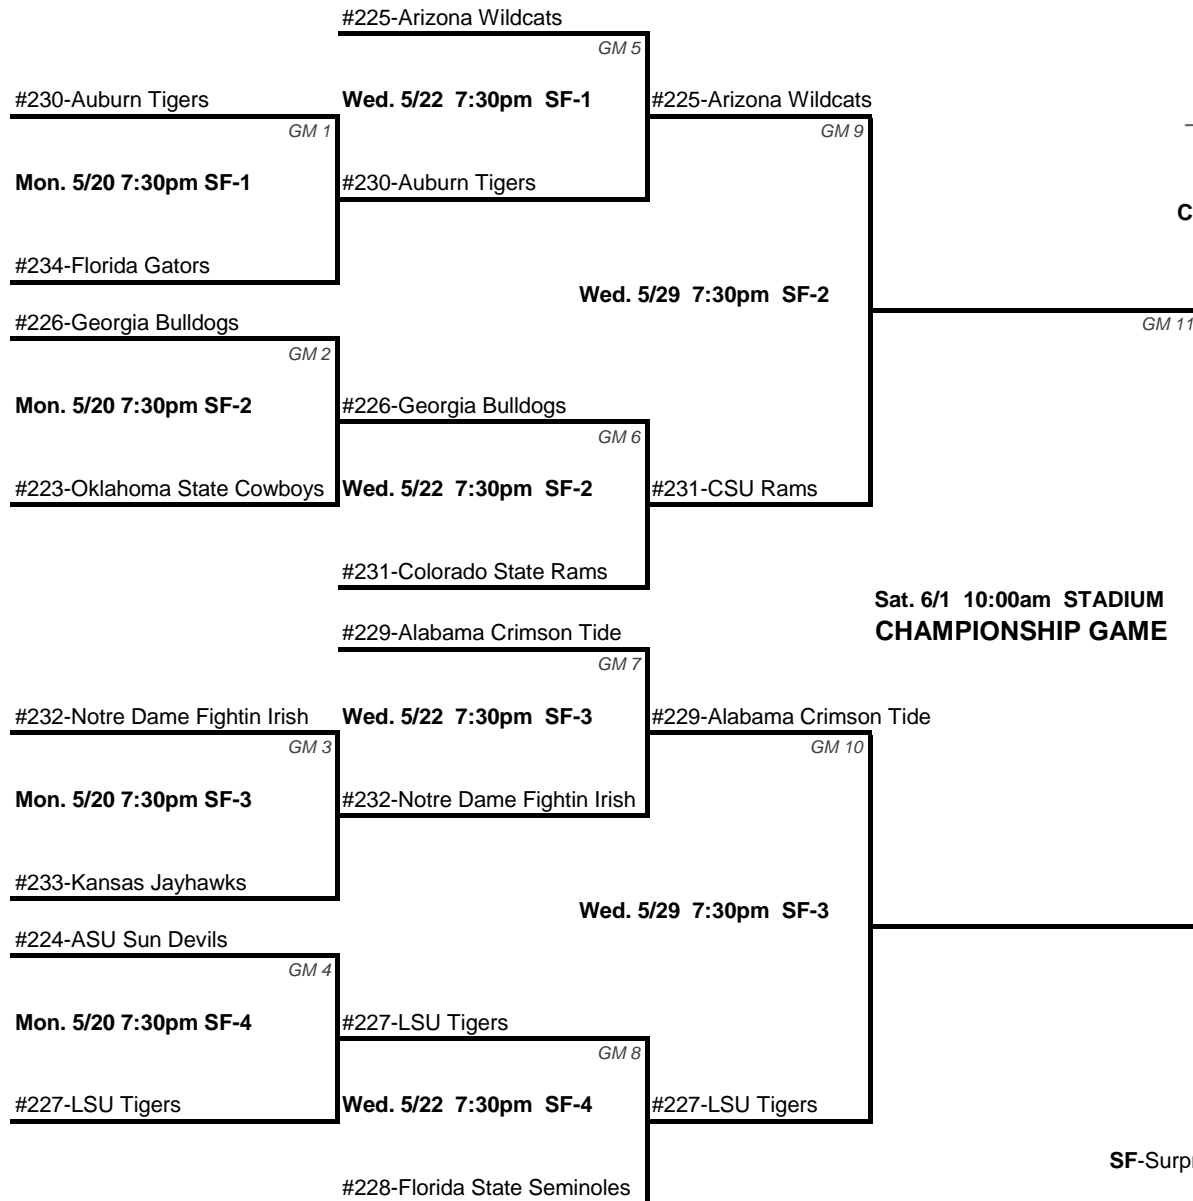 #225-Arizona Wildcats
GM 5
#230-Auburn Tigers
Wed. 5/22 7:30pm SF-1
#225-Arizona Wildcats
GM 1
GM 9
Mon. 5/20 7:30pm SF-1
#230-Auburn Tigers
C
#234-Florida Gators
Wed. 5/29 7:30pm SF-2
#226-Georgia Bulldogs
GM 11
GM 2
Mon. 5/20 7:30pm SF-2
#226-Georgia Bulldogs
GM 6
#223-Oklahoma State Cowboys
Wed. 5/22 7:30pm SF-2
#231-CSU Rams
#231-Colorado State Rams
Sat. 6/1 10:00am STADIUM
CHAMPIONSHIP GAME
#229-Alabama Crimson Tide
GM 7
#232-Notre Dame Fightin Irish
Wed. 5/22 7:30pm SF-3
#229-Alabama Crimson Tide
GM 3
GM 10
Mon. 5/20 7:30pm SF-3
#232-Notre Dame Fightin Irish
#233-Kansas Jayhawks
Wed. 5/29 7:30pm SF-3
#224-ASU Sun Devils
GM 4
Mon. 5/20 7:30pm SF-4
#227-LSU Tigers
GM 8
#227-LSU Tigers
Wed. 5/22 7:30pm SF-4
#227-LSU Tigers
SF-Surpr
#228-Florida State Seminoles